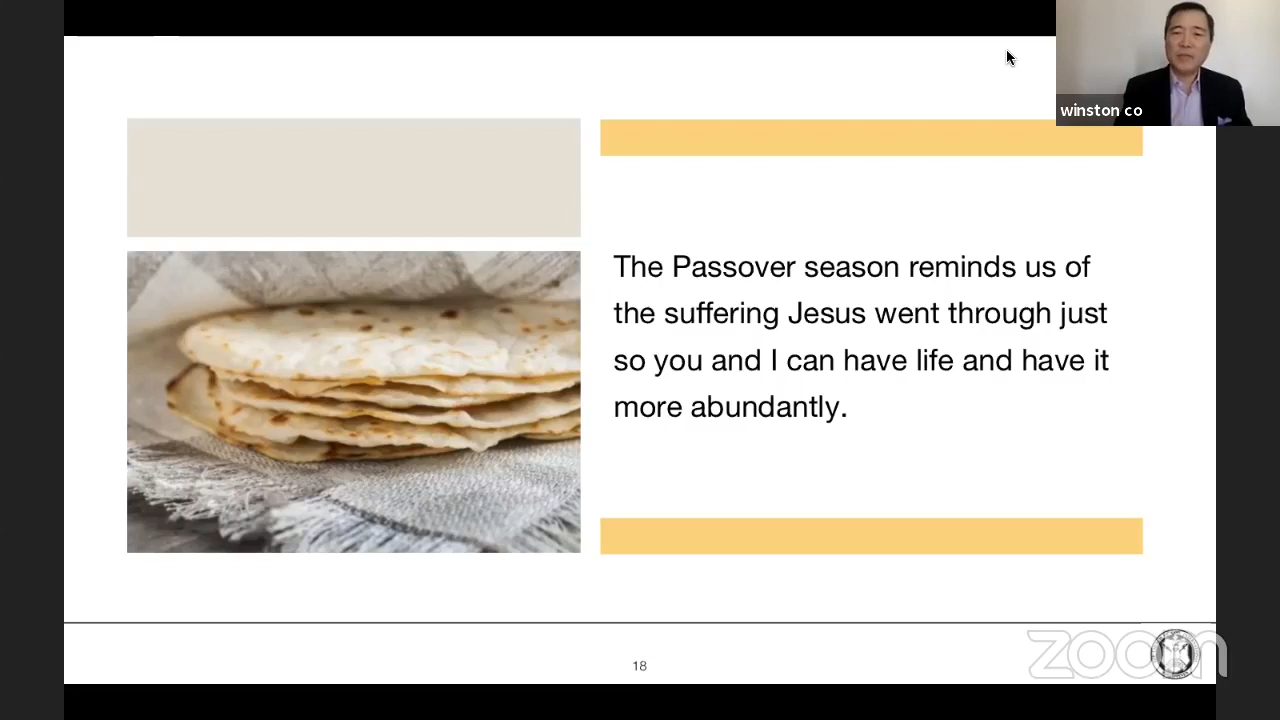 winston co
The Passover season reminds us of
the suffering Jesus went through just
so you and I can have life and have it
more abundantly.
18
zoom